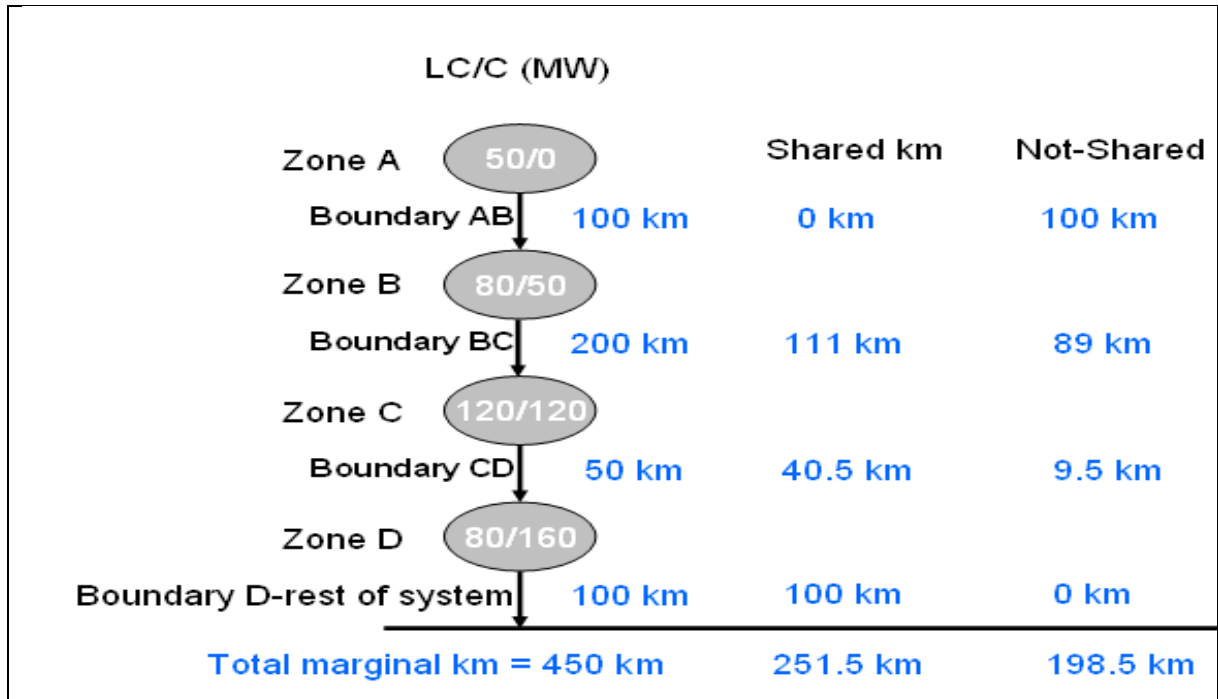 LC/C (MW)
Zone A 50/0 Shared km Not-Shared
Boundary AB 100 km 0 km 100 km
Zone B 80/50
Boundary BC 200 km 111 km 89 km
Zone C 120/120
Boundary CD 50 km 40.5 km 9.5 km
Zone D 80/160
Boundary D-rest of system 100 km 100 km 0 km
Total marginal km = 450 km 251.5 km 198.5 km